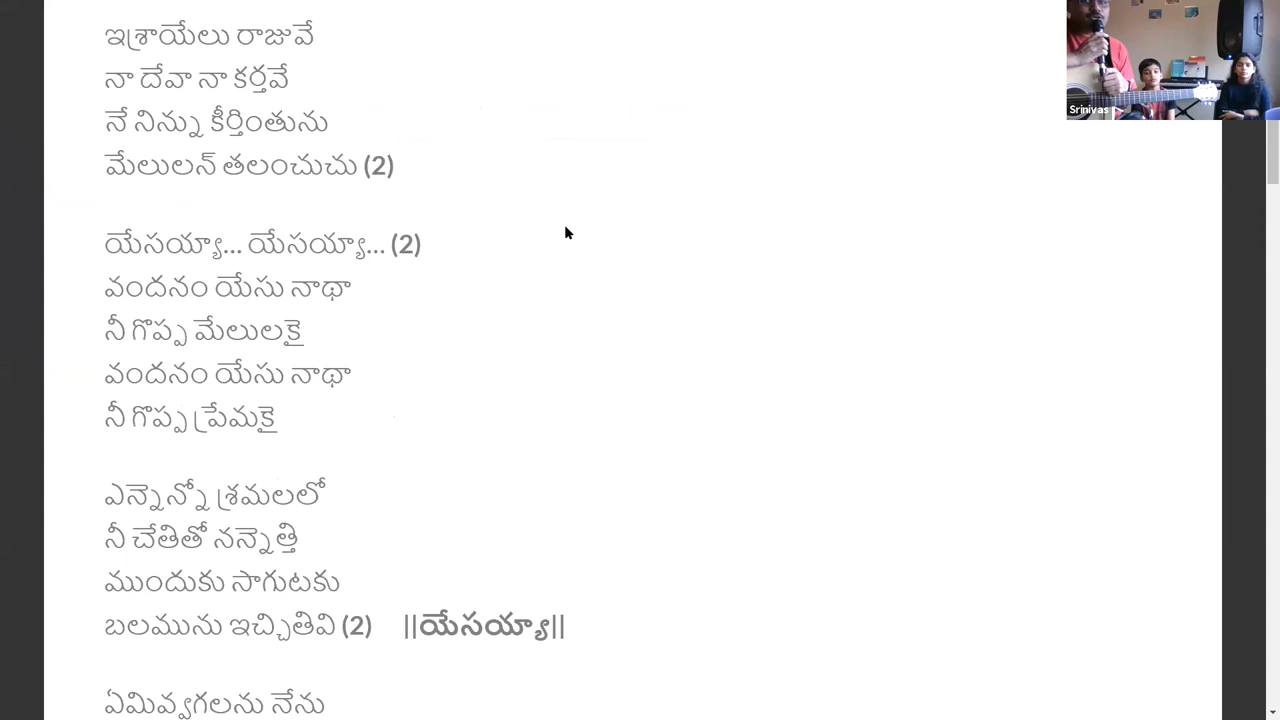 ఇశ్రాయేలు రాజువే
నా దేవా నా కర్తవే
నే నిన్ను కీర్తింతును
మేలులన్ తలంచుచు (2)
యేసయ్యా... యేసయ్యా... (2)
వందనం యేసు నాథా
నీ గొప్ప మేలులకై
వందనం యేసు నాథా
నీ గొప్ప ప్రేమకై
ఎన్నెన్నో శ్రమలలో
నీ చేతితో నన్నెత్తి
ముందుకు సాగుటకు
బలమును ఇచ్చితివి (2) ||యేసయ్యా||
ఏమివ్వగలను నేను
Srinivas